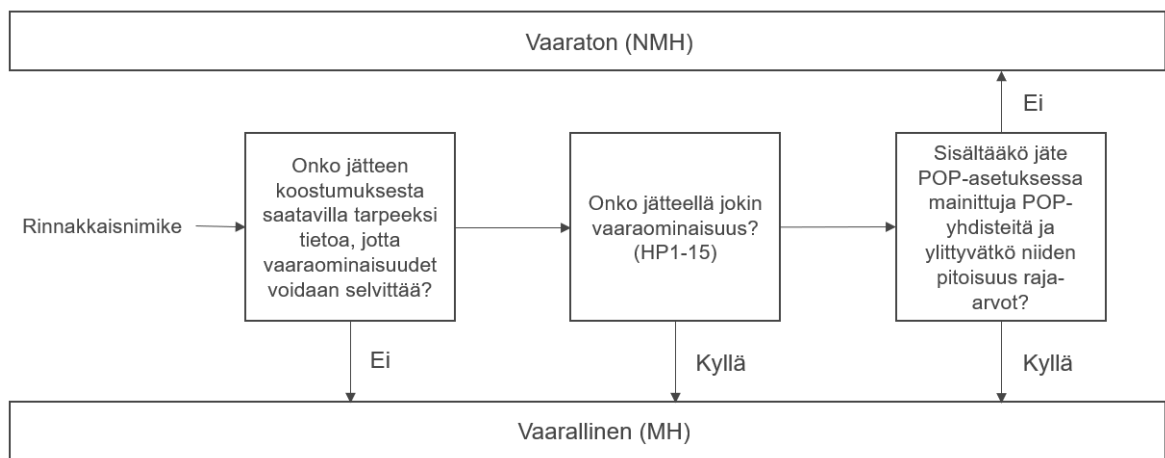 Vaaraton (NMH)
Ei
Rinnakkaisnimike
Onko jätteen
koostumuksesta
saatavilla tarpeeksi
tietoa, jotta
vaaraominaisuudet
voidaan selvittää?
Onko jätteellä jokin
vaaraominaisuus?
(HP1-15)
Sisältääkö jäte
POP-asetuksessa
mainittuja POP-
yhdisteitä ja
ylittyvätkö niiden
pitoisuus raja-
arvot?
Ei
Kyllä
Kyllä
Vaarallinen (MH)